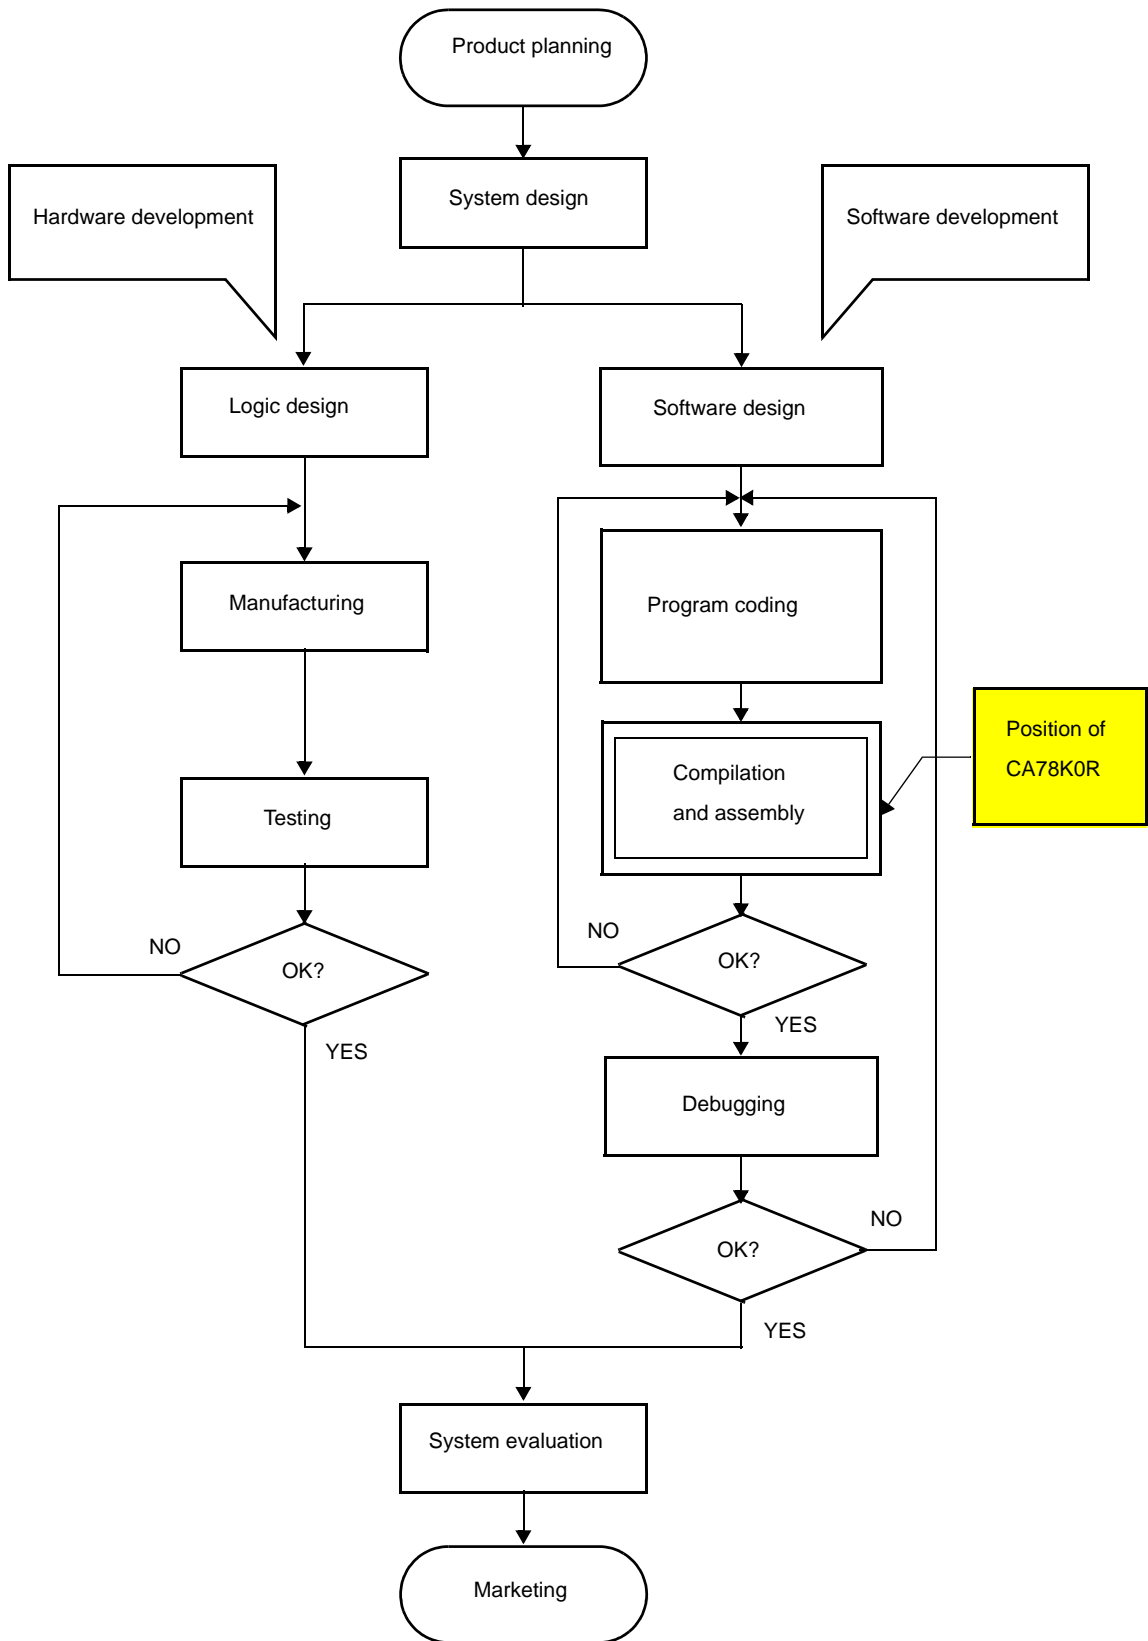 Product planning
System design
Hardware development
Software development
Logic design
Software design
Manufacturing
Program coding
Position of
CA78K0R
Compilation
and assembly
Testing
NO
OK?
YES
NO
OK?
YES
Debugging
OK?
NO
YES
System evaluation
Marketing